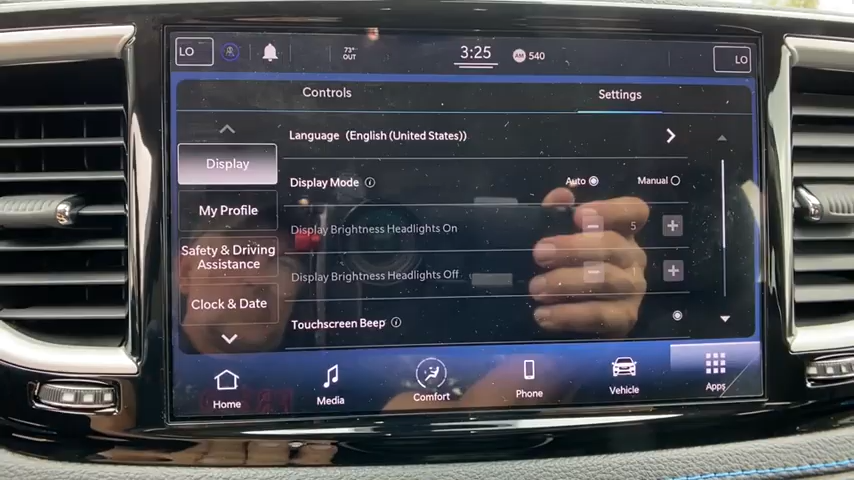 LO
73°
OUT
3:25
AM 540
LO
Controls
Settings
Language (English (United States))
Display
Display Mode
Auto
Manual
My Profile
Display Brightness Headlights On
5
Safety & Driving
Assistance
Display Brightness Headlights Off
Clock & Date
Touchscreen Beep
Home
Media
Comfort
Phone
Vehicle
Apps